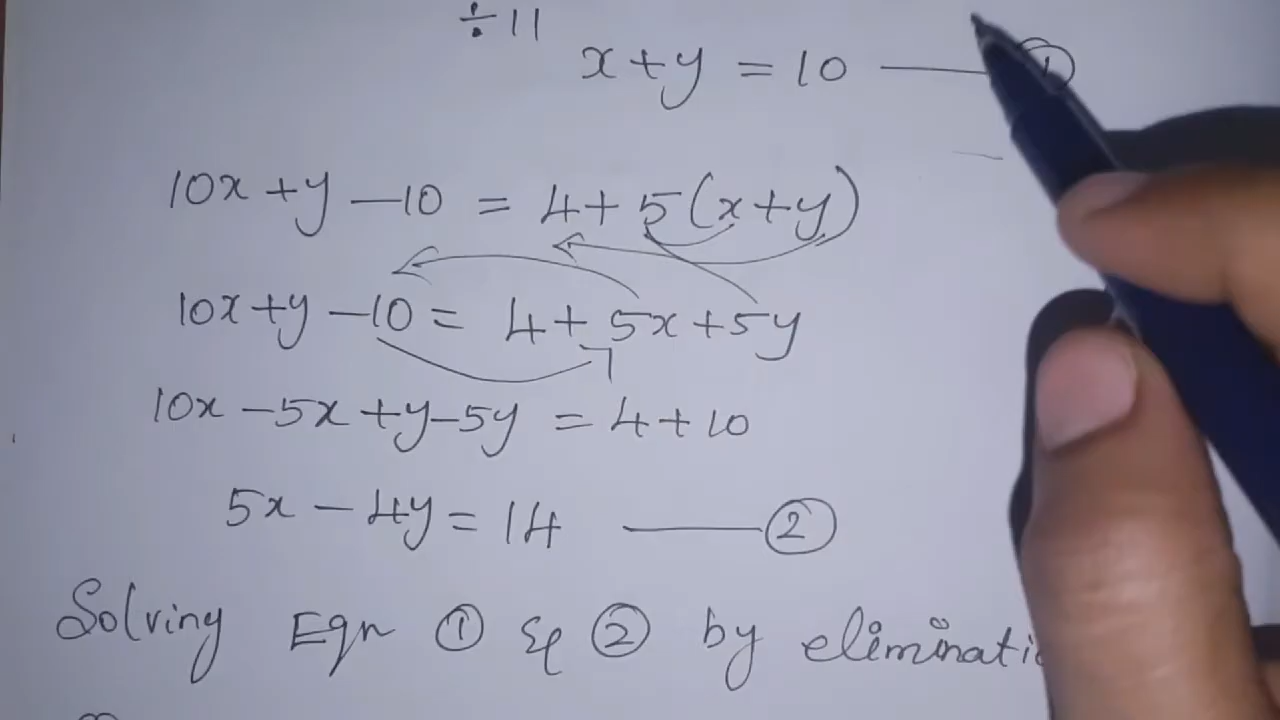 ÷ 11
x + y = 10 —— ①
10x + y - 10 = 4 + 5(x + y)
10x + y - 10 = 4 + 5x + 5y
10x - 5x + y - 5y = 4 + 10
5x - 4y = 14 —— ②
Solving Eqn ① & ② by